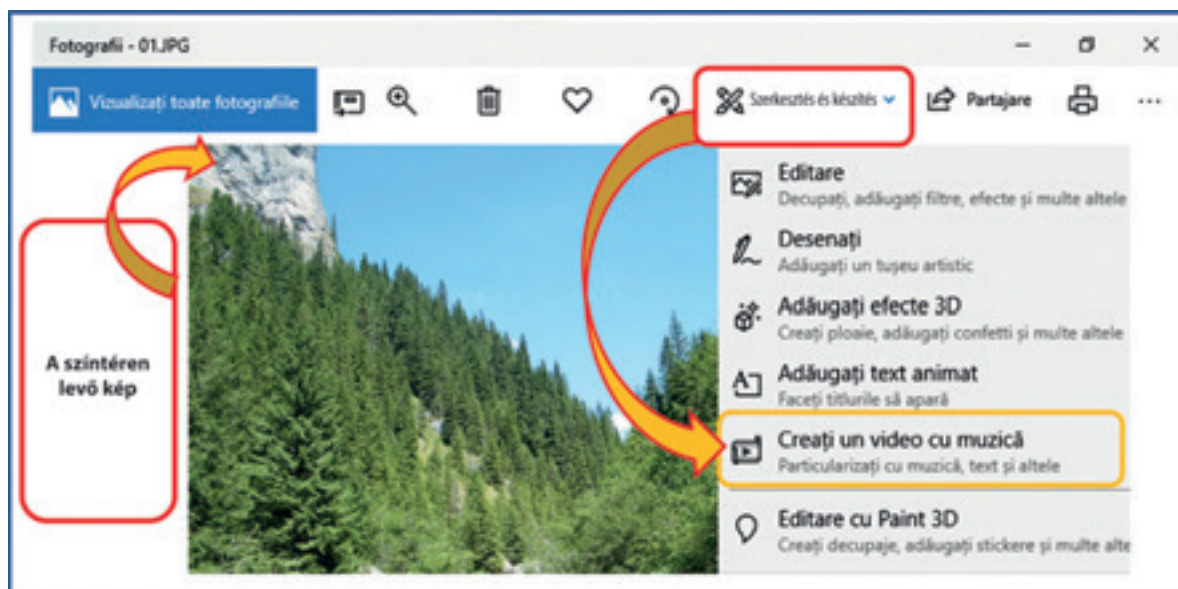 Fotografii - 01.JPG
Vizualizați toate fotografiile
Szerkesztés és készítés
Partajare
A színtéren
levő kép
Editare
Decupați, adăugați filtre, efecte și multe altele
Desenați
Adăugați un tușeu artistic
Adăugați efecte 3D
Creați ploaie, adăugați confetti și multe altele
Adăugați text animat
Faceți titlurile să apară
Creați un video cu muzică
Particularizați cu muzică, text și altele
Editare cu Paint 3D
Creați decupaje, adăugați stickere și multe alte